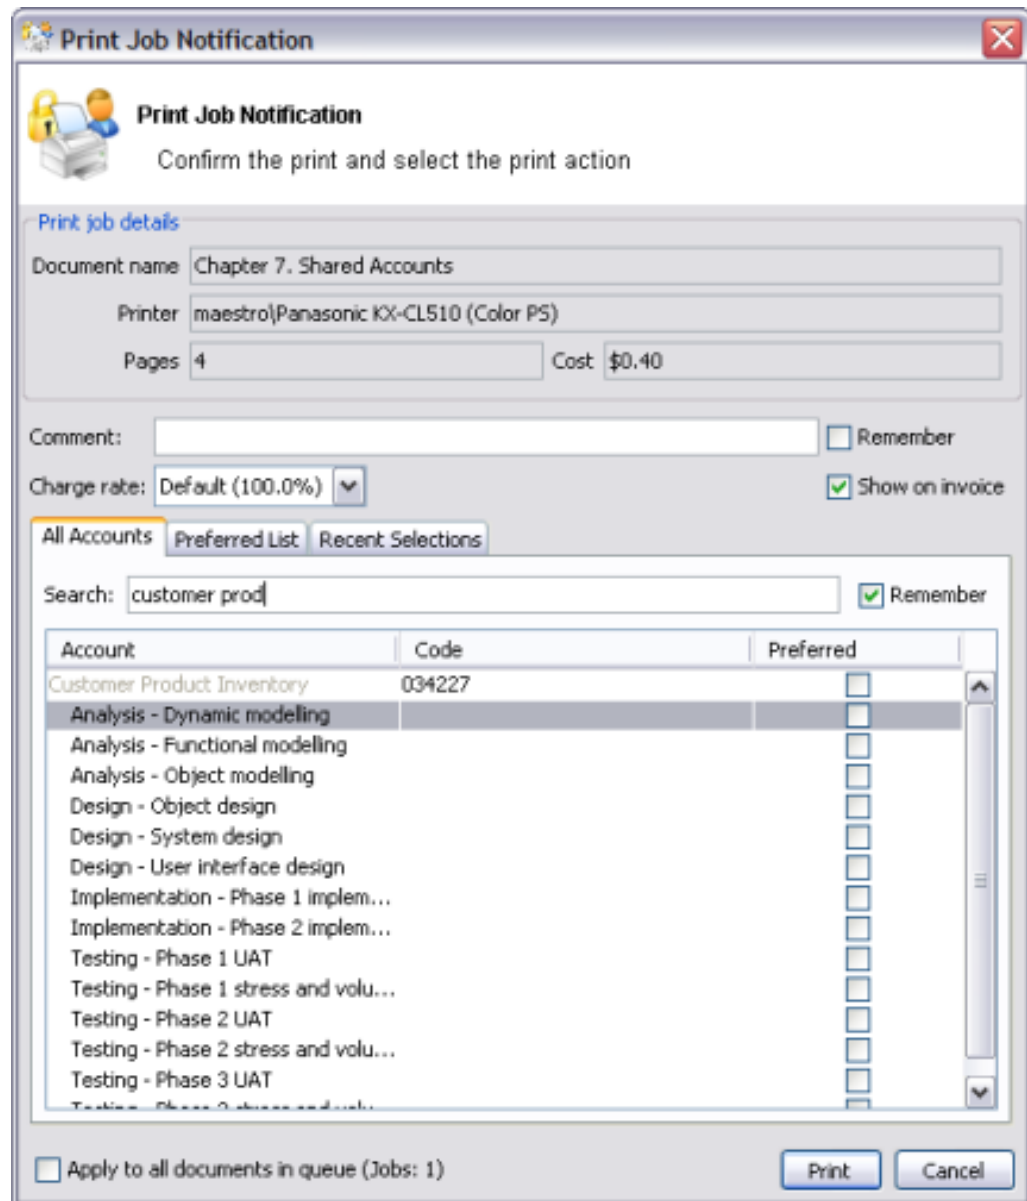 Print Job Notification
Print Job Notification
Confirm the print and select the print action
Print job details
Document name Chapter 7. Shared Accounts
Printer maestro\Panasonic KX-CL510 (Color PS)
Pages 4 Cost $0.40
Comment: Remember
Charge rate: Default (100.0%) Show on invoice
All Accounts Preferred List Recent Selections
Search: customer prod Remember
Account Code Preferred
Customer Product Inventory 034227
Analysis - Dynamic modelling
Analysis - Functional modelling
Analysis - Object modelling
Design - Object design
Design - System design
Design - User interface design
Implementation - Phase 1 implem...
Implementation - Phase 2 implem...
Testing - Phase 1 UAT
Testing - Phase 1 stress and volu...
Testing - Phase 2 UAT
Testing - Phase 2 stress and volu...
Testing - Phase 3 UAT
Apply to all documents in queue (Jobs: 1) Print Cancel